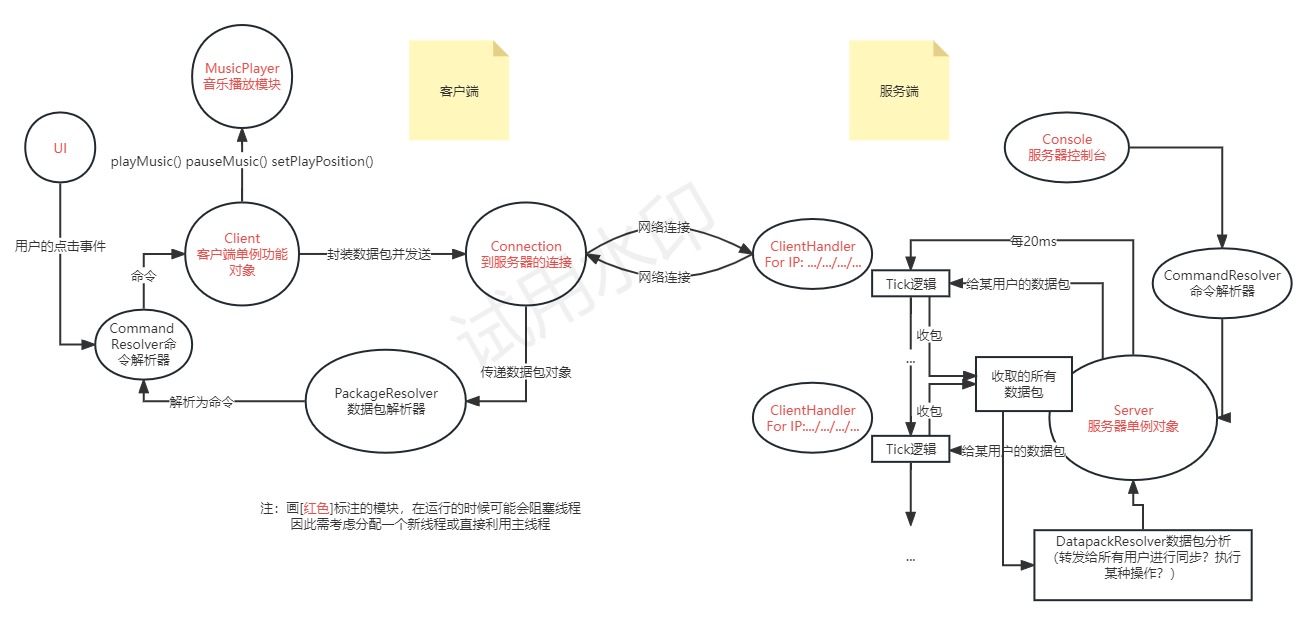 MusicPlayer
音乐播放模块
客户端
服务端
UI
Console
服务器控制台
playMusic() pauseMusic() setPlayPosition()
用户的点击事件
Client
客户端单例功能
对象
命令
封装数据包并发送
Connection
到服务器的连接
网络连接
网络连接
ClientHandler
For IP: .../.../.../...
每20ms
Tick逻辑
给某用户的数据包
CommandResolver
命令解析器
试用水印
Command
Resolver命
令解析器
收包
...
传递数据包对象
PackageResolver
数据包解析器
解析为命令
收取的所有
数据包
ClientHandler
For IP:.../.../.../...
收包
Server
服务器单例对象
Tick逻辑
给某用户的数据包
注：画[红色]标注的模块，在运行的时候可能会阻塞线程
因此需考虑分配一个新线程或直接利用主线程
...
DatapackResolver数据包分析
（转发给所有用户进行同步？执行
某种操作？）